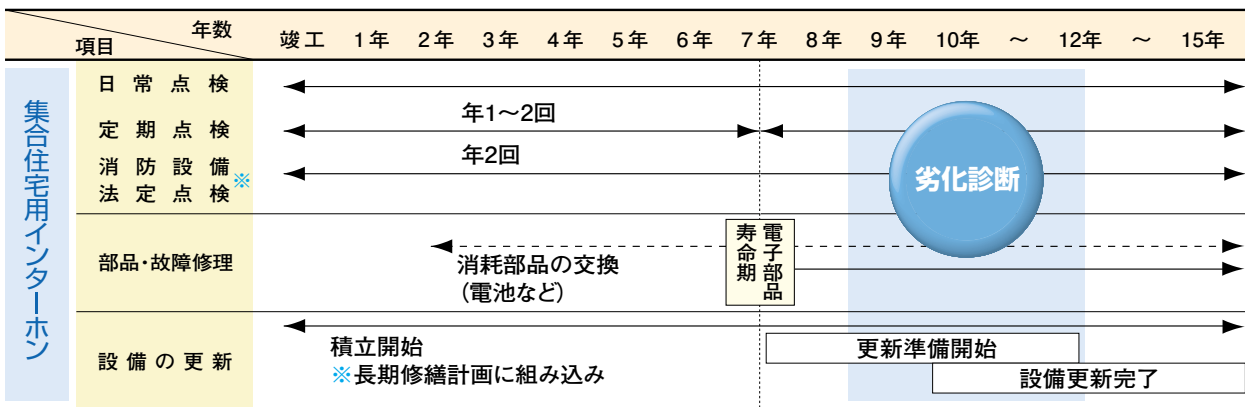 年数
項目
竣工 1年 2年 3年 4年 5年 6年 7年 8年 9年 10年 ～ 12年 ～ 15年
集合住宅用インターホン
日常点検
定期点検
年1～2回
消防設備
法定点検※
年2回
劣化診断
部品・故障修理
消耗部品の交換
(電池など)
電子部品
寿命期
設備の更新
積立開始
※長期修繕計画に組み込み
更新準備開始
設備更新完了